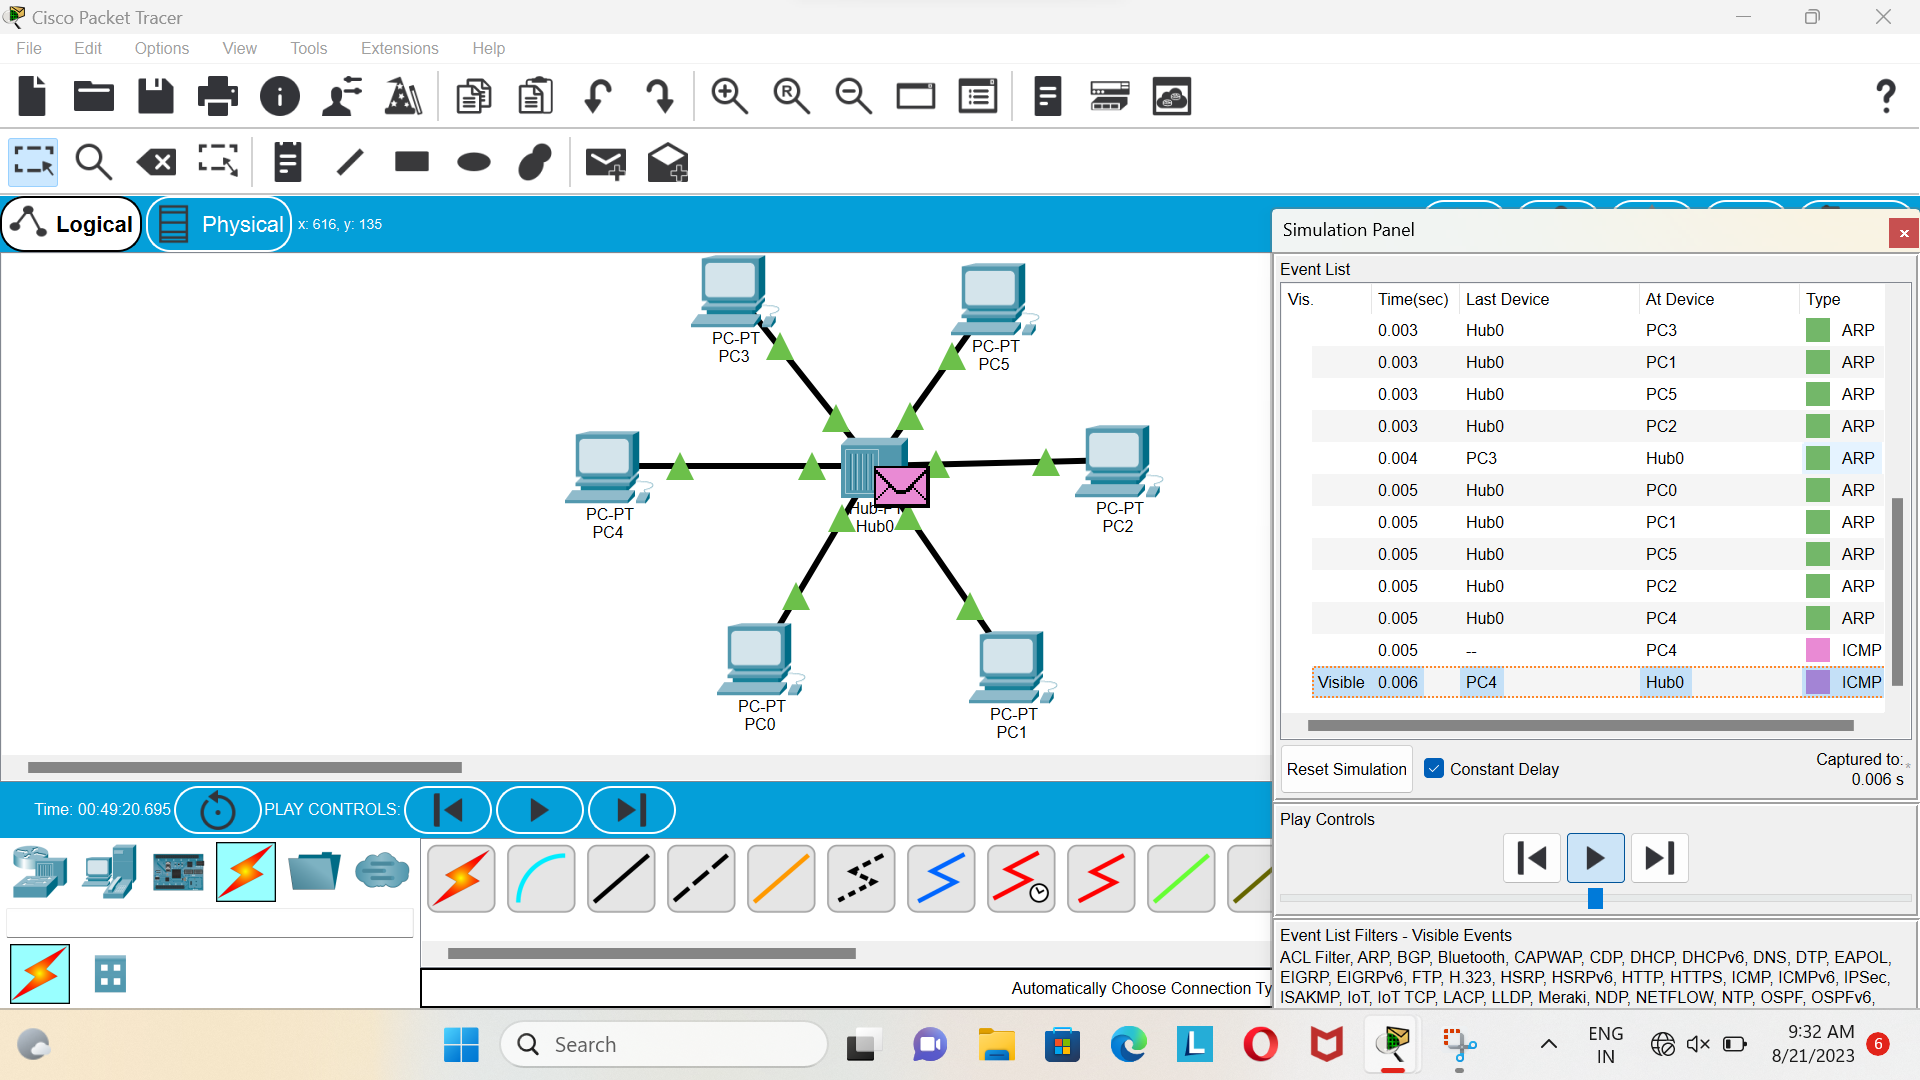 Cisco Packet Tracer
File Edit Options View Tools Extensions Help
Logical Physical x: 616, y: 135
PC-PT
PC3
PC-PT
PC5
PC-PT
PC4
Hub0
PC-PT
PC2
PC-PT
PC0
PC-PT
PC1
Simulation Panel
Event List
Vis. Time(sec) Last Device At Device Type
0.003 Hub0 PC3 ARP
0.003 Hub0 PC1 ARP
0.003 Hub0 PC5 ARP
0.003 Hub0 PC2 ARP
0.004 PC3 Hub0 ARP
0.005 Hub0 PC0 ARP
0.005 Hub0 PC1 ARP
0.005 Hub0 PC5 ARP
0.005 Hub0 PC2 ARP
0.005 Hub0 PC4 ARP
0.005 -- PC4 ICMP
Visible 0.006 PC4 Hub0 ICMP
Reset Simulation Constant Delay Captured to:*
0.006 s
Play Controls
Event List Filters - Visible Events
ACL Filter, ARP, BGP, Bluetooth, CAPWAP, CDP, DHCP, DHCPv6, DNS, DTP, EAPOL,
EIGRP, EIGRPv6, FTP, H.323, HSRP, HSRPv6, HTTP, HTTPS, ICMP, ICMPv6, IPSec,
ISAKMP, IoT, IoT TCP, LACP, LLDP, Meraki, NDP, NETFLOW, NTP, OSPF, OSPFv6,
Time: 00:49:20.695 PLAY CONTROLS:
Automatically Choose Connection Ty
Search
ENG
IN
9:32 AM
8/21/2023
6